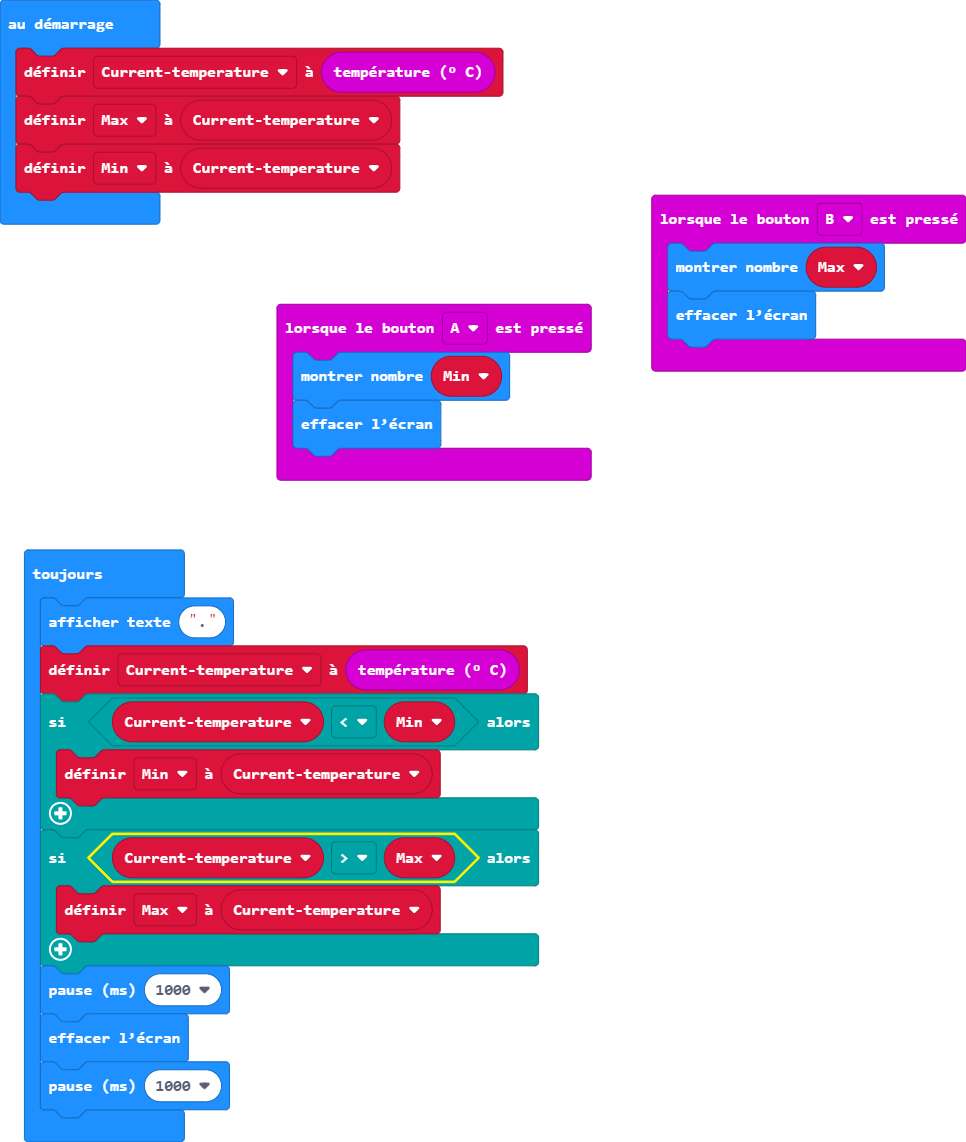 au démarrage
définir Current-temperature à température (° C)
définir Max à Current-temperature
définir Min à Current-temperature
lorsque le bouton B est pressé
montrer nombre Max
effacer l’écran
lorsque le bouton A est pressé
montrer nombre Min
effacer l’écran
toujours
afficher texte "."
définir Current-temperature à température (° C)
si Current-temperature < Min alors
définir Min à Current-temperature
si Current-temperature > Max alors
définir Max à Current-temperature
pause (ms) 1000
effacer l’écran
pause (ms) 1000